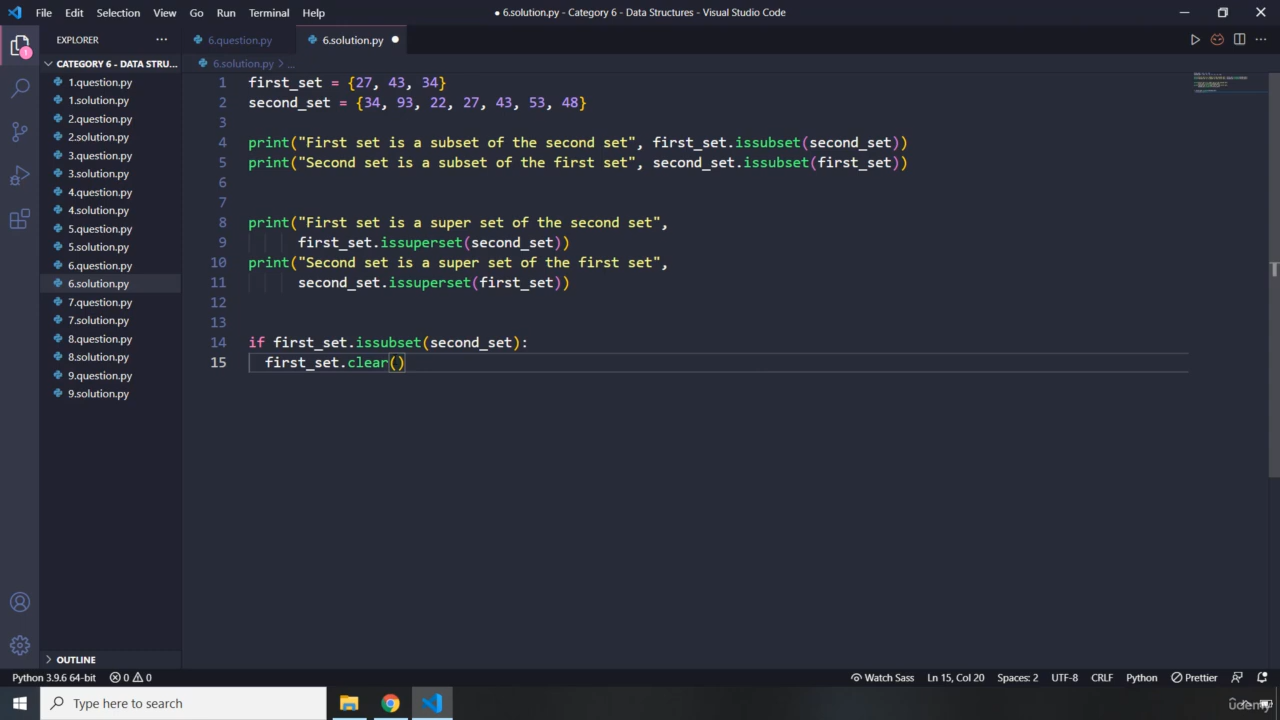 File Edit Selection View Go Run Terminal Help
● 6.solution.py - Category 6 - Data Structures - Visual Studio Code
EXPLORER
6.question.py
6.solution.py
CATEGORY 6 - DATA STRU...
6.solution.py > ...
1.question.py
1.solution.py
2.question.py
2.solution.py
3.question.py
3.solution.py
4.question.py
4.solution.py
5.question.py
5.solution.py
6.question.py
6.solution.py
7.question.py
7.solution.py
8.question.py
8.solution.py
9.question.py
9.solution.py
1 first_set = {27, 43, 34}
2 second_set = {34, 93, 22, 27, 43, 53, 48}
3
4 print("First set is a subset of the second set", first_set.issubset(second_set))
5 print("Second set is a subset of the first set", second_set.issubset(first_set))
6
7
8 print("First set is a super set of the second set",
9 first_set.issuperset(second_set))
10 print("Second set is a super set of the first set",
11 second_set.issuperset(first_set))
12
13
14 if first_set.issubset(second_set):
15 first_set.clear()
OUTLINE
Python 3.9.6 64-bit 0 0 Watch Sass Ln 15, Col 20 Spaces: 2 UTF-8 CRLF Python Prettier
Type here to search
Udemy